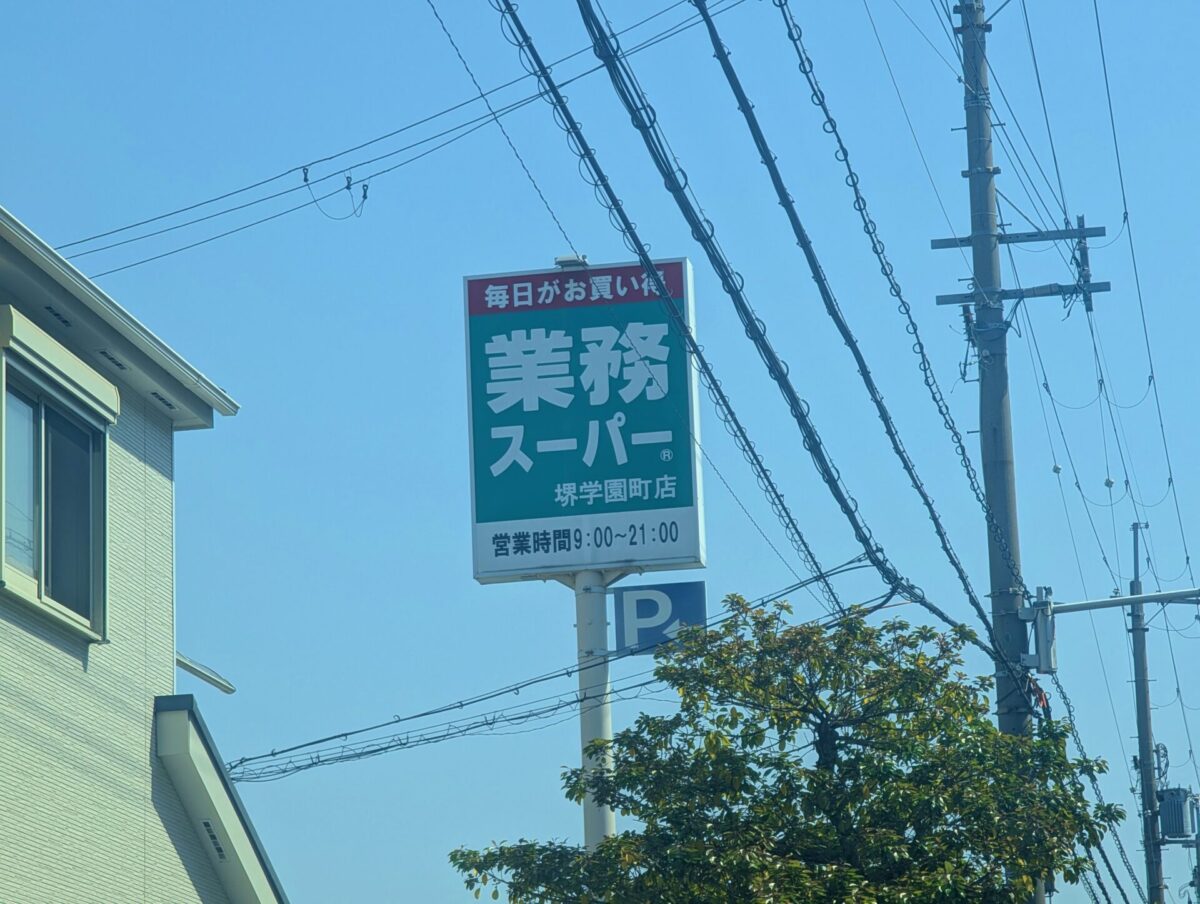 毎日がお買い得
業務
スーパー®
堺学園町店
営業時間9:00～21:00
P